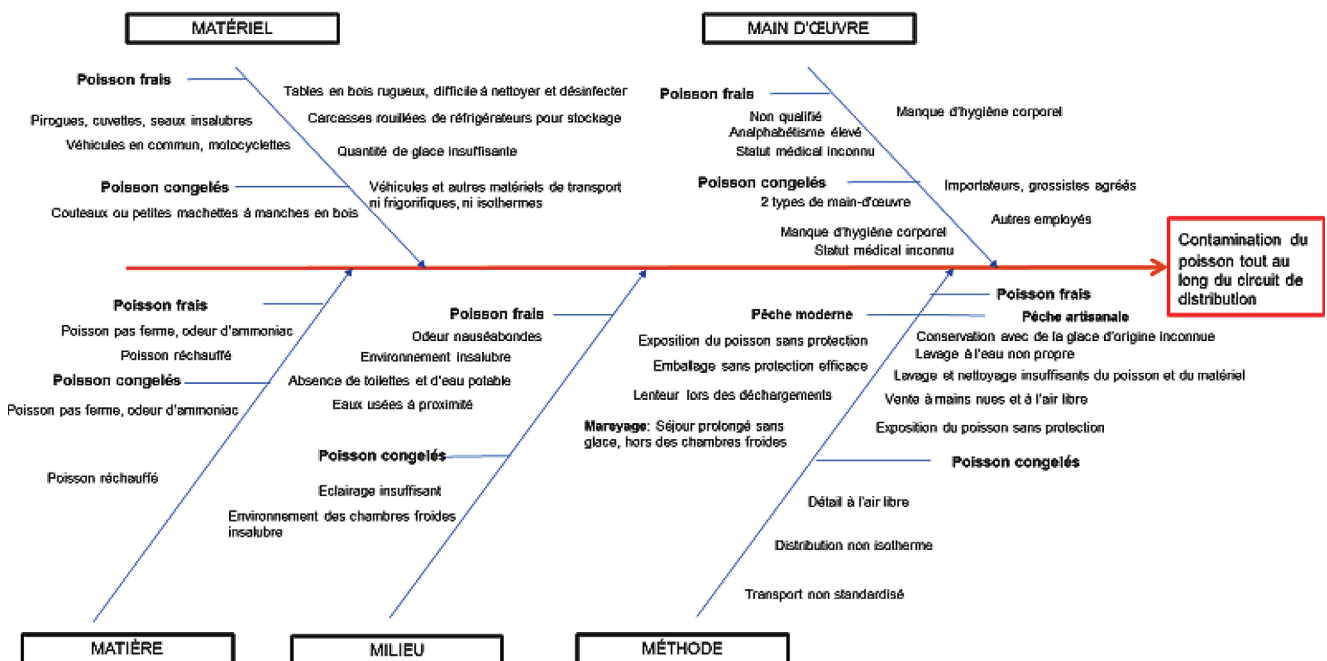 MATÉRIEL
MAIN D'ŒUVRE
Poisson frais
Pirogues, cuvettes, seaux insalubres
Véhicules en commun, motocyclettes
Poisson congelés
Couteaux ou petites machettes à manches en bois
Tables en bois rugueux, difficile à nettoyer et désinfecter
Carcasses rouillées de réfrigérateurs pour stockage
Quantité de glace insuffisante
Véhicules et autres matériels de transport
ni frigorifiques, ni isothermes
Poisson frais
Non qualifié
Analphabétisme élevé
Statut médical inconnu
Poisson congelés
2 types de main-d'œuvre
Manque d'hygiène corporel
Statut médical inconnu
Manque d'hygiène corporel
Importateurs, grossistes agréés
Autres employés
Contamination du
poisson tout au
long du circuit de
distribution
Poisson frais
Poisson pas ferme, odeur d'ammoniac
Poisson réchauffé
Poisson congelés
Poisson pas ferme, odeur d'ammoniac
Poisson réchauffé
Poisson frais
Odeur nauséabondes
Environement insalubre
Absence de toilettes et d'eau potable
Eaux usées à proximité
Poisson congelés
Eclairage insuffisant
Environement des chambres froides
insalubre
Pêche moderne
Exposition du poisson sans protection
Embalage sans protection efficace
Lenteur lors des déchargements
Mareyage: Séjour prolongé sans
glace, hors des chambres froides
Poisson frais
Pêche artisanale
Conservation avec de la glace d'origine inconnue
Lavage à l'eau non propre
Lavage et nettoyage insuffisants du poisson et du matériel
Vente à mains nues et à l'air libre
Exposition du poisson sans protection
Poisson congelés
Détail à l'air libre
Distribution non isotherme
Transport non standardisé
MATIÈRE
MILIEU
MÉTHODE